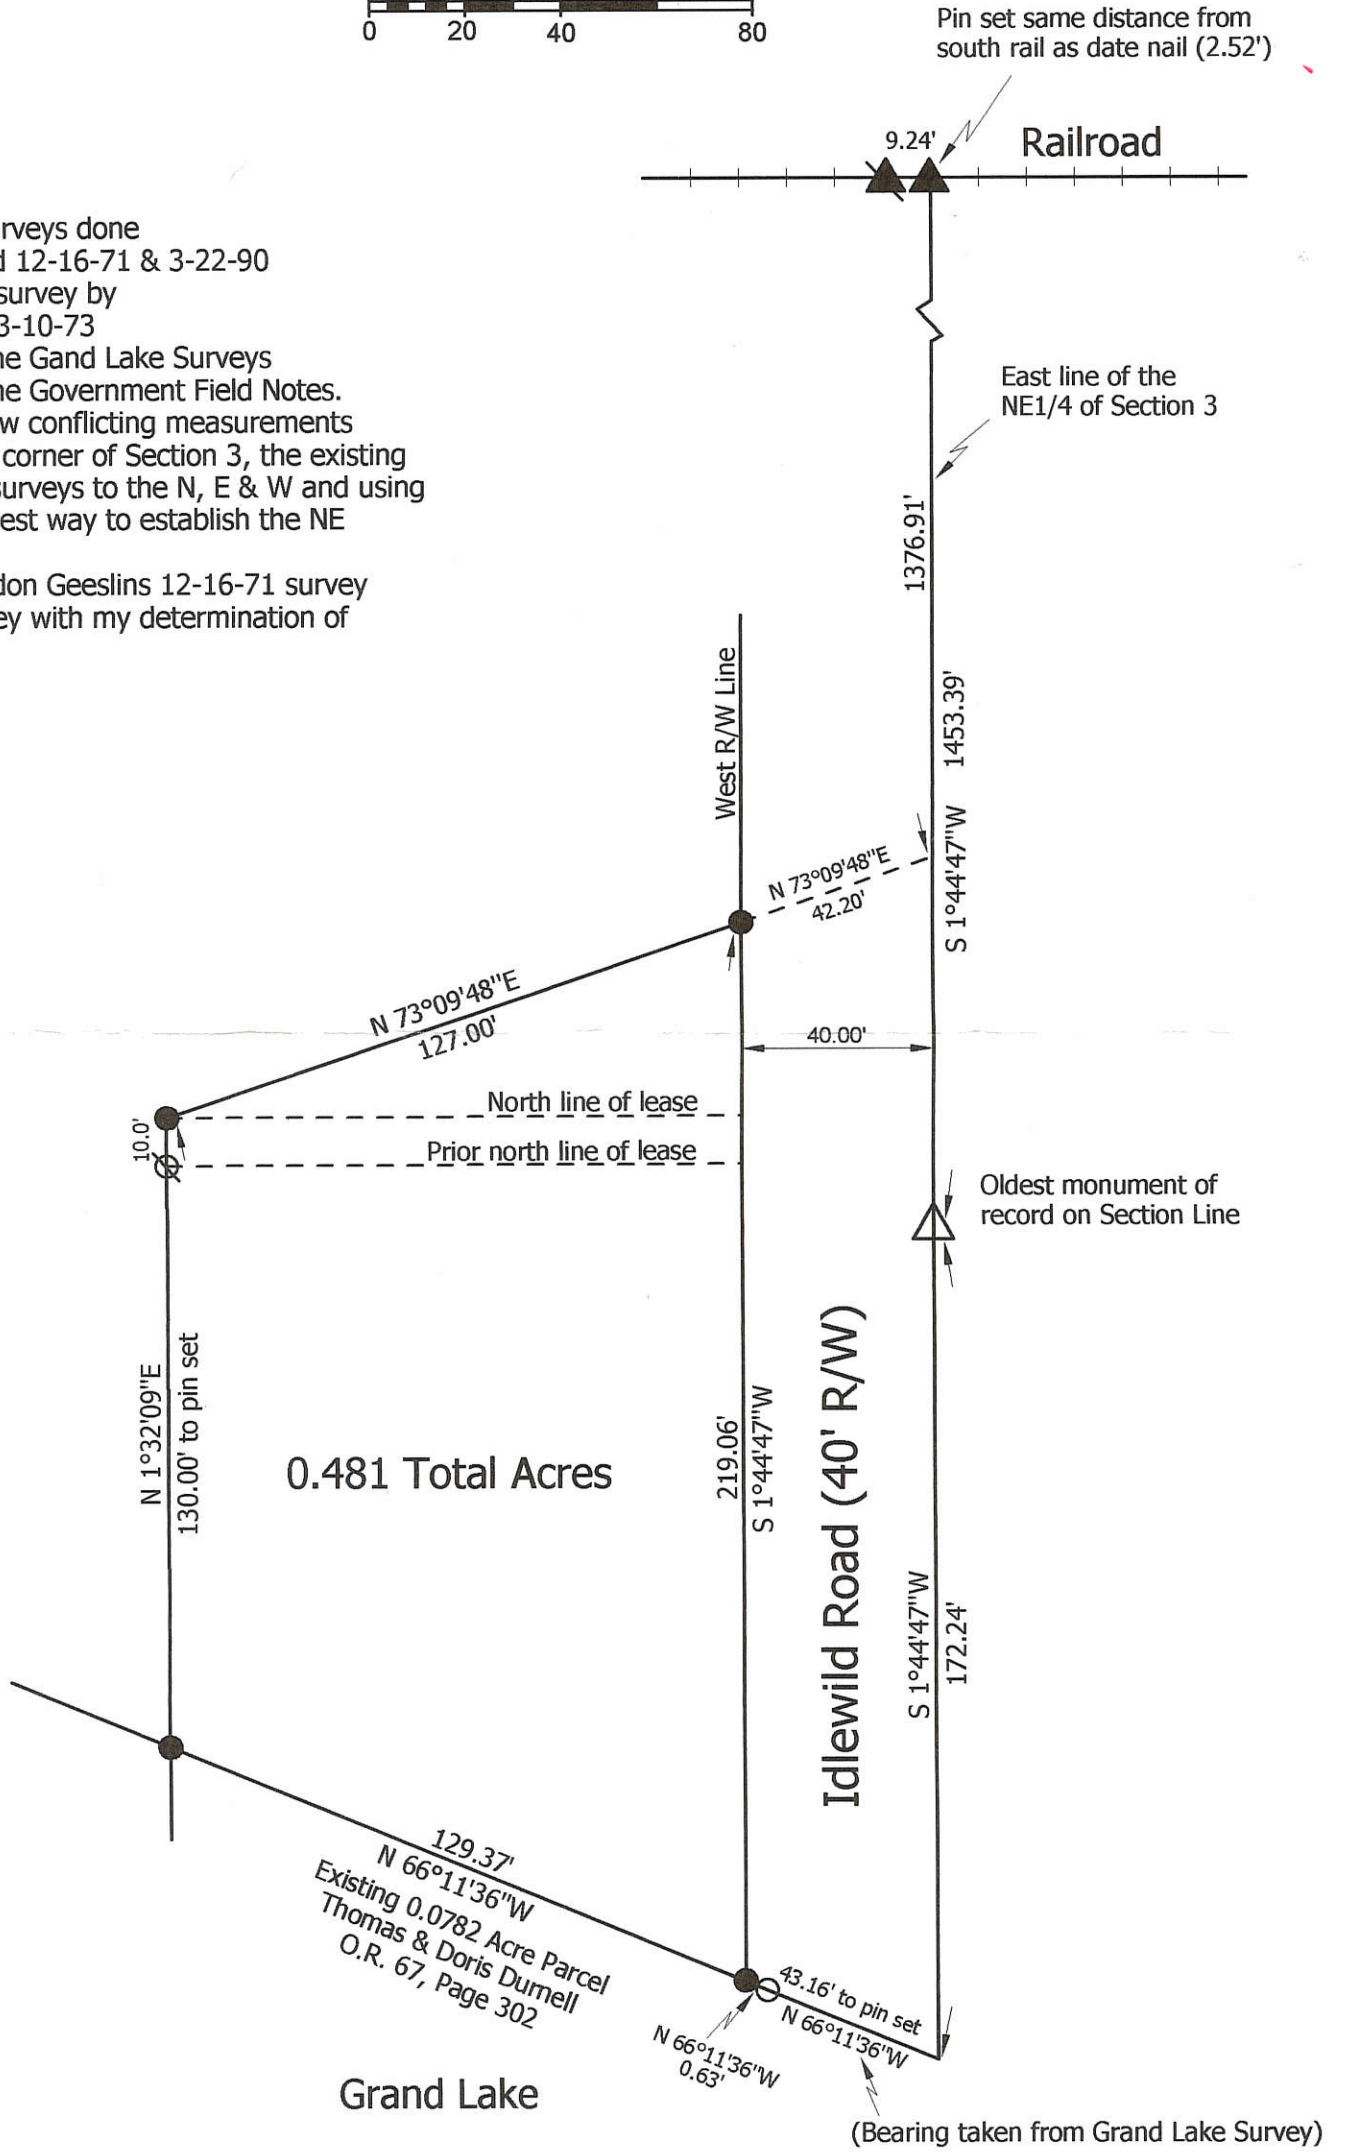 0 20 40 80
Pin set same distance from
south rail as date nail (2.52')
9.24'
Railroad
rveys done
d 12-16-71 & 3-22-90
survey by
3-10-73
ne Gand Lake Surveys
ne Government Field Notes.
w conflicting measurements
corner of Section 3, the existing
surveys to the N, E & W and using
est way to establish the NE
don Geeslins 12-16-71 survey
ey with my determination of
East line of the
NE1/4 of Section 3
1376.91'
1453.39'
S 1°44'47"W
West R/W Line
N 73°09'48"E
42.20'
N 73°09'48"E
127.00'
40.00'
North line of lease
10.0'
Prior north line of lease
Oldest monument of
record on Section Line
N 1°32'09"E
130.00' to pin set
0.481 Total Acres
219.06'
S 1°44'47"W
Idlewild Road (40' R/W)
S 1°44'47"W
172.24'
129.37'
N 66°11'36"W
Existing 0.0782 Acre Parcel
Thomas & Doris Durnell
O.R. 67, Page 302
43.16' to pin set
N 66°11'36"W
N 66°11'36"W
0.63'
Grand Lake
(Bearing taken from Grand Lake Survey)